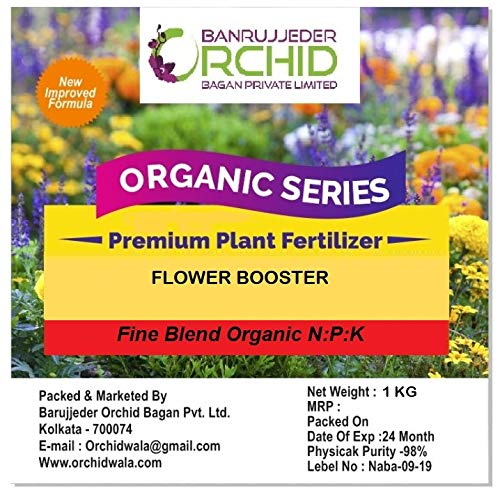 BANRUJJEDER
ORCHID
BAGAN PRIVATE LIMITED
New
Improved
Formula
ORGANIC SERIES
Premium Plant Fertilizer
FLOWER BOOSTER
Fine Blend Organic N:P:K
Packed & Marketed By
Barujjeder Orchid Bagan Pvt. Ltd.
Kolkata - 700074
E-mail : Orchidwala@gmail.com
Www.orchidwala.com
Net Weight : 1 KG
MRP :
Packed On
Date Of Exp :24 Month
Physicak Purity -98%
Lebel No : Naba-09-19